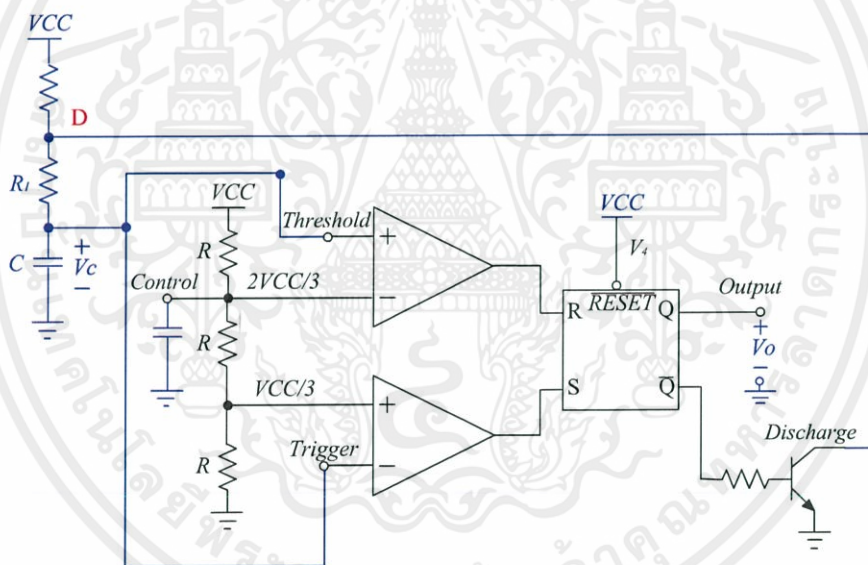 VCC
D
R1
VCC
Threshold
VCC
V4
+
Vc
-
C
R
+
Control
2VCC/3
-
RESET
Output
R
Q
+
Vo
-
R
VCC/3
+
S
Q
Trigger
-
R
Discharge